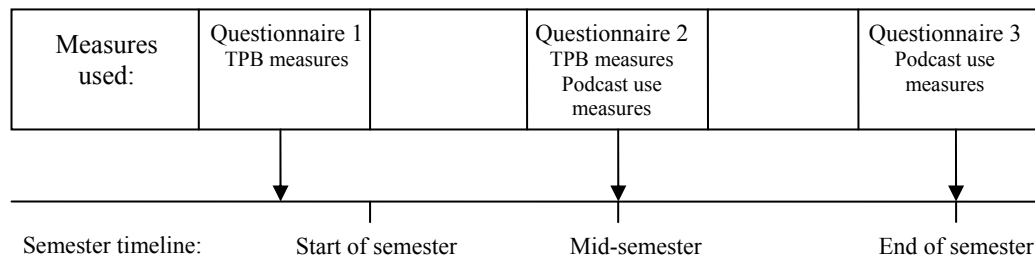 Measures
used:
Questionnaire 1
TPB measures
Questionnaire 2
TPB measures
Podcast use
measures
Questionnaire 3
Podcast use
measures
Semester timeline:
Start of semester
Mid-semester
End of semester